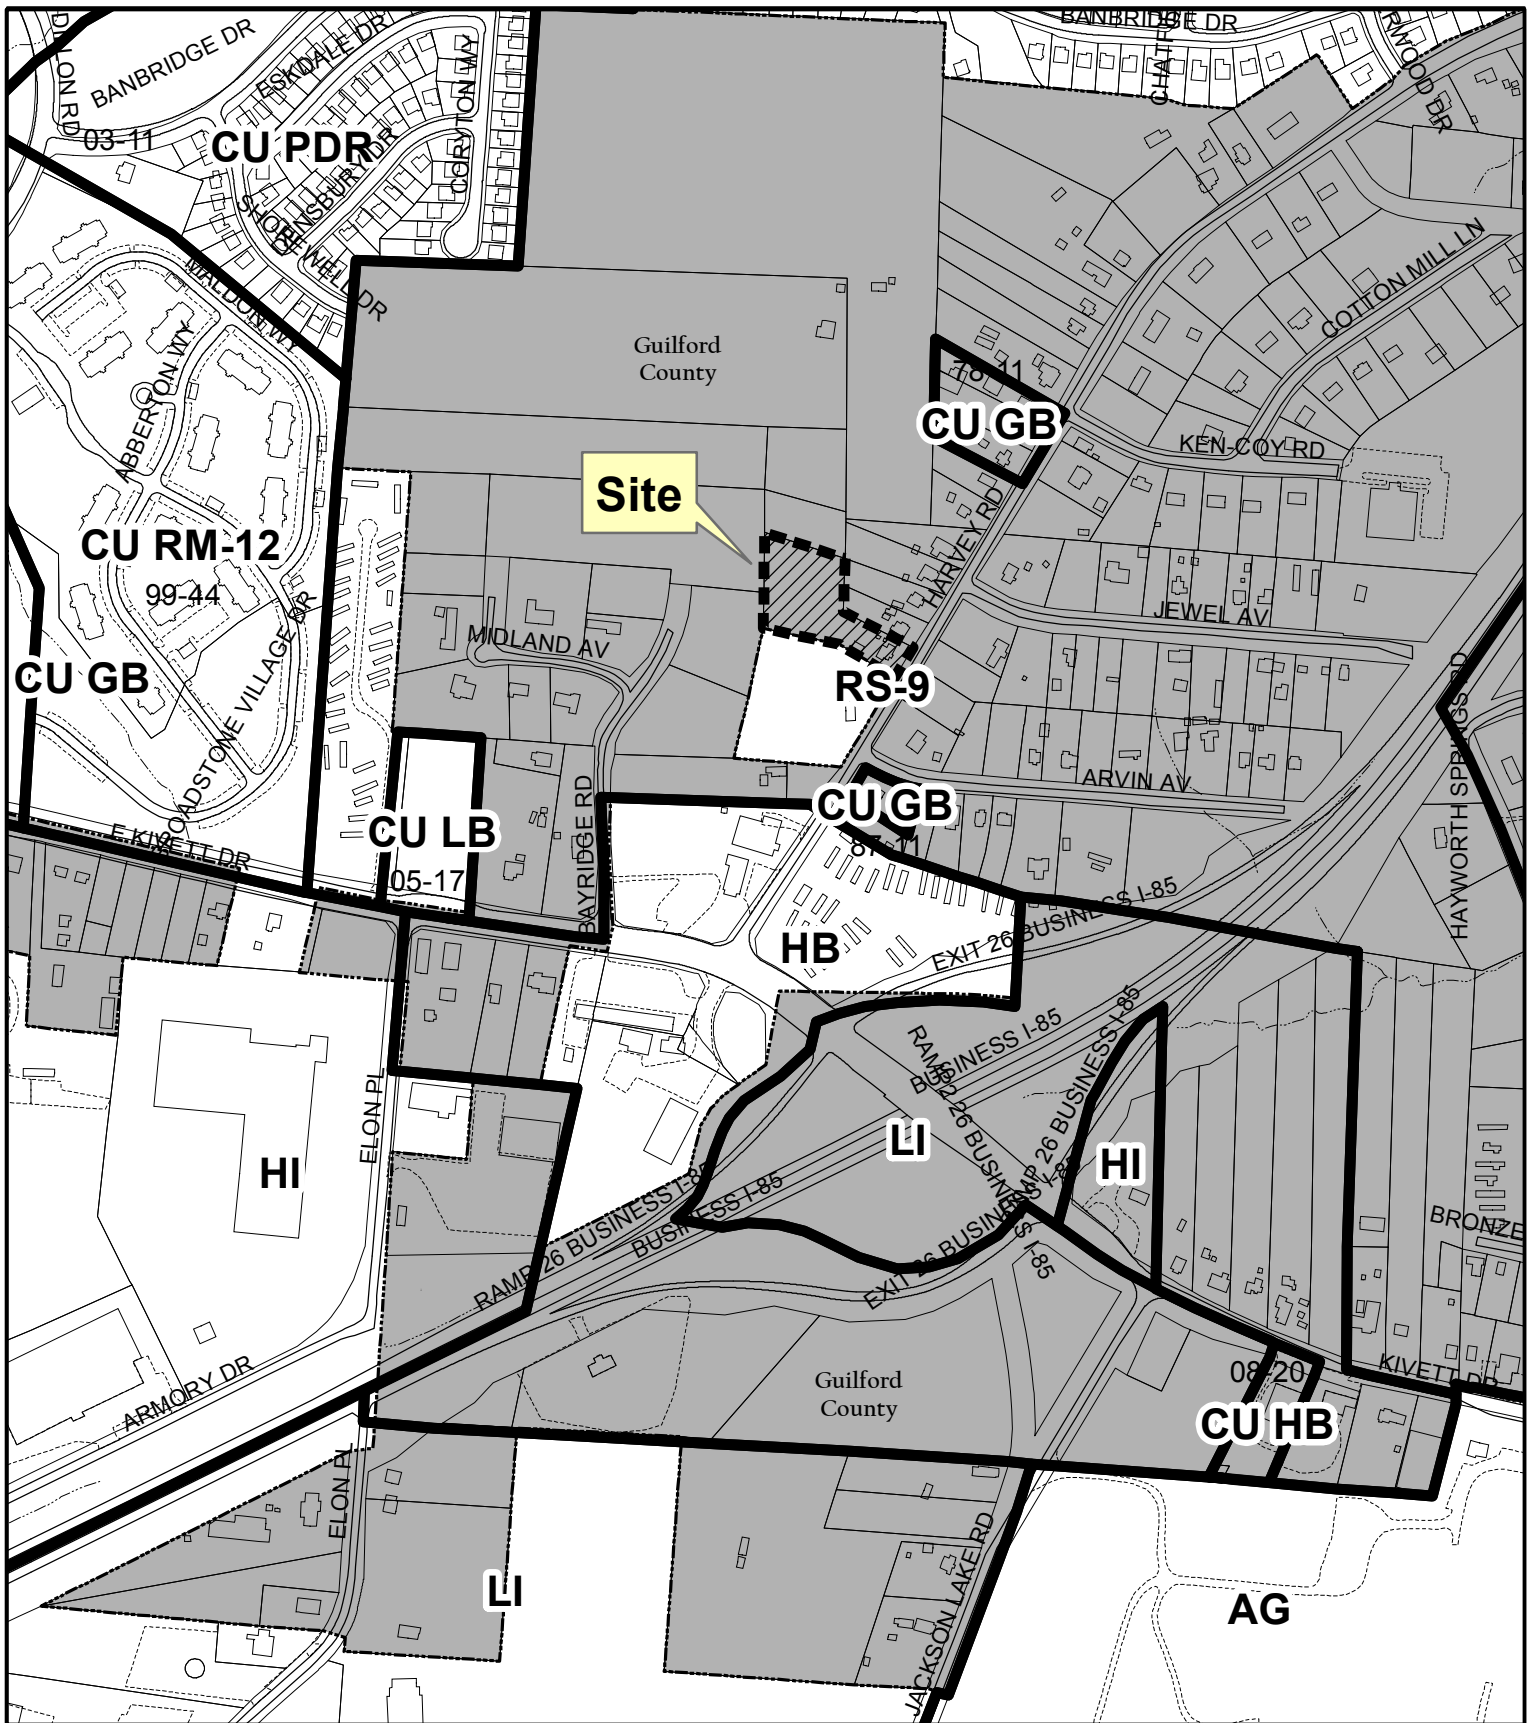 BANBRIDGE DR
DILLON RD
BANBRIDGE DR
ESKDALE DR
CORYTON WY
03-11
CU PDR
SHOREWELL DR
MALDON WY
ABBERTON WY
COTTON MILL LN
Guilford
County
78-11
CU GB
KEN-COY RD
Site
HARVEY RD
CU RM-12
99-44
JEWEL AV
MIDLAND AV
CU GB
RS-9
HAYWORTH SPRINGS RD
ARVIN AV
CU GB
87-11
BAYRIDGE RD
CU LB
05-17
E KIVETT DR
EXIT 26 BUSINESS I-85
HB
BUSINESS I-85
ELON PL
HI
LI
HI
BUSINESS I-85
RAMP 26 BUSINESS I-85
EXIT 26 BUSINESS I-85
BRONZE
ARMORY DR
Guilford
County
08-20
KIVETT DR
CU HB
ELON PL
JACKSON LAKE RD
LI
AG